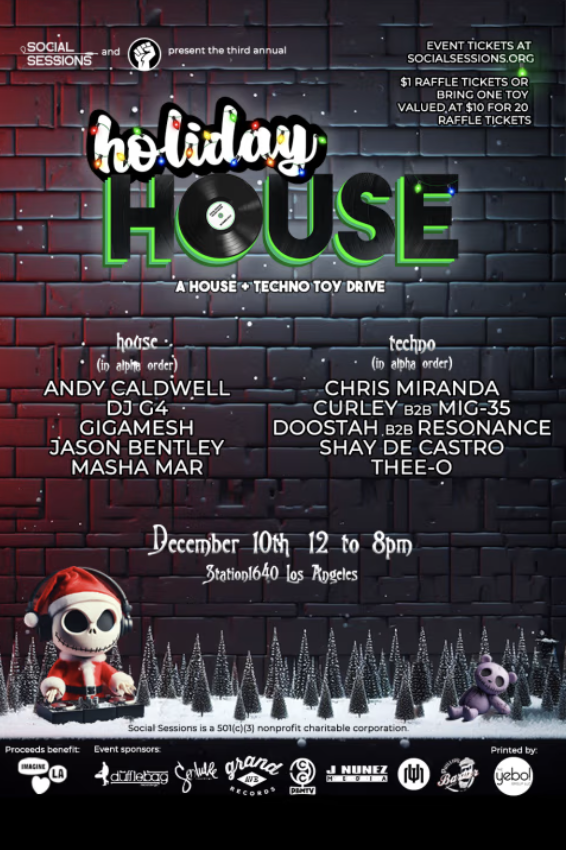 SOCIAL
SESSIONS and present the third annual
EVENT TICKETS AT
SOCIALSESSIONS.ORG
$1 RAFFLE TICKETS OR
BRING ONE TOY
VALUED AT $10 FOR 20
RAFFLE TICKETS
holiday
HOUSE
A HOUSE + TECHNO TOY DRIVE
house
(in alpha order)
ANDY CALDWELL
DJ G4
GIGAMESH
JASON BENTLEY
MASHA MAR
techno
(in alpha order)
CHRIS MIRANDA
CURLEY B2B MIG-35
DOOSTAH B2B RESONANCE
SHAY DE CASTRO
THEE-O
December 10th 12 to 8pm
Station1640 Los Angeles
Social Sessions is a 501(c)(3) nonprofit charitable corporation.
Proceeds benefit:
IMAGINE
LA
Event sponsors:
dufflebag
grand
AVE
RECORDS
DBMTV
J NUNEZ
MEDIA
Printed by:
yebo!